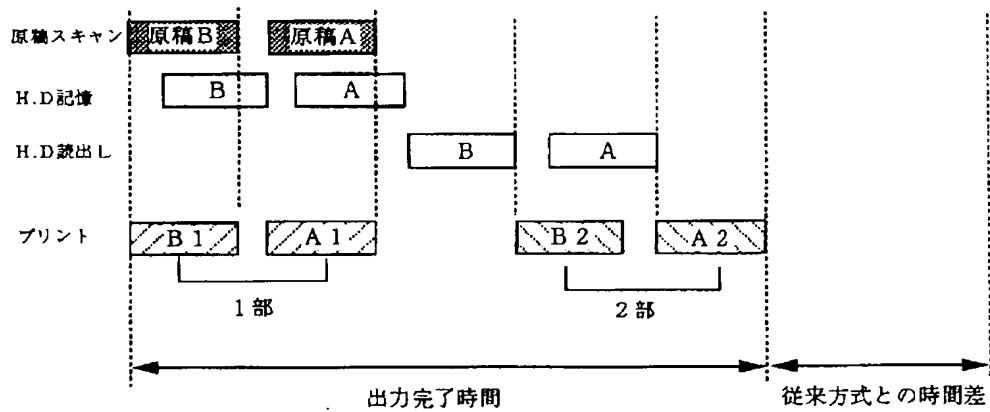 原稿スキャン 原稿B 原稿A
H.D記憶 B A
H.D読出し B A
プリント B1 A1 B2 A2
1部 2部
出力完了時間 従来方式との時間差